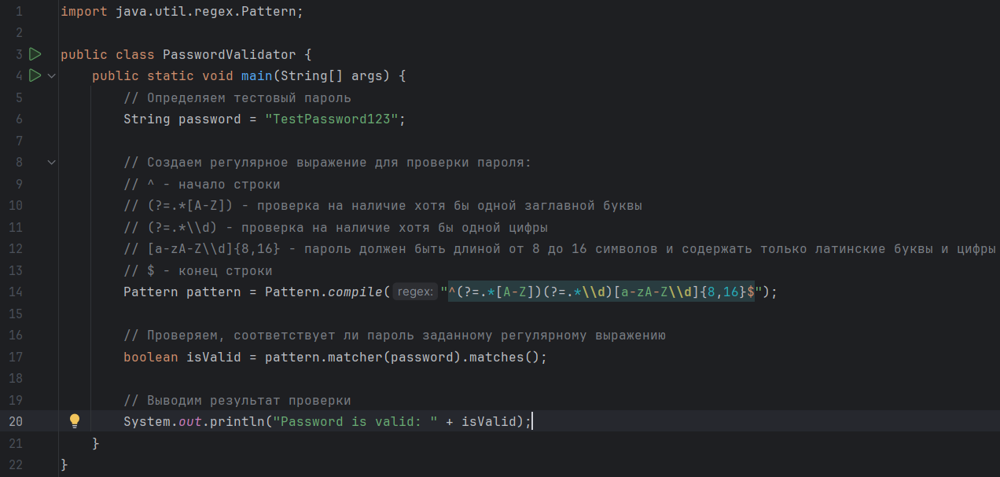 1 import java.util.regex.Pattern;
2
3 public class PasswordValidator {
4     public static void main(String[] args) {
5         // Определяем тестовый пароль
6         String password = "TestPassword123";
7
8         // Создаем регулярное выражение для проверки пароля:
9         // ^ - начало строки
10         // (?=.*[A-Z]) - проверка на наличие хотя бы одной заглавной буквы
11         // (?=.*\\d) - проверка на наличие хотя бы одной цифры
12         // [a-zA-Z\\d]{8,16} - пароль должен быть длиной от 8 до 16 символов и содержать только латинские буквы и цифры
13         // $ - конец строки
14         Pattern pattern = Pattern.compile( regex: "^(?=.*[A-Z])(?=.*\\d)[a-zA-Z\\d]{8,16}$");
15
16         // Проверяем, соответствует ли пароль заданному регулярному выражению
17         boolean isValid = pattern.matcher(password).matches();
18
19         // Выводим результат проверки
20         System.out.println("Password is valid: " + isValid);
21     }
22 }